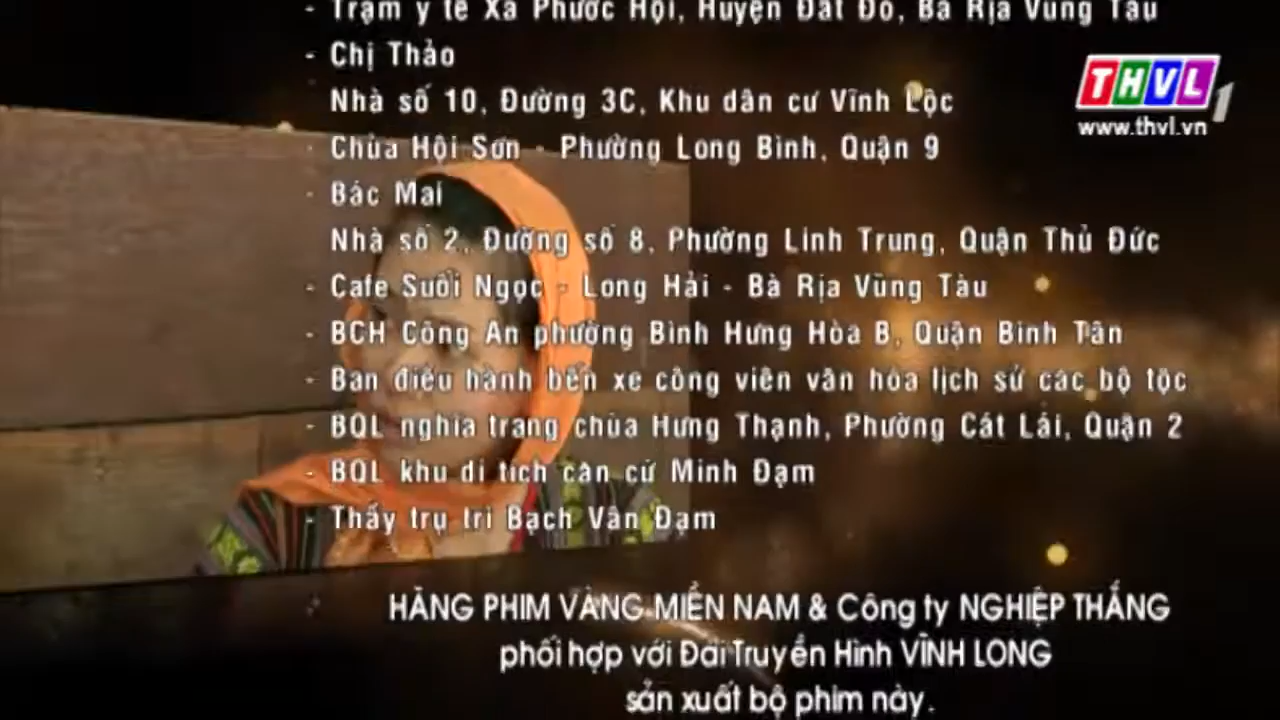 - Trạm y tế Xã Phước Hội, Huyện Đất Đỏ, Bà Rịa Vũng Tàu
- Chị Thảo
THVL1
Nhà số 10, Đường 3C, Khu dân cư Vĩnh Lộc
www.thvl.vn
- Chùa Hội Sơn - Phường Long Bình, Quận 9
- Bác Mai
Nhà số 2, Đường số 8, Phường Linh Trung, Quận Thủ Đức
- Cafe Suối Ngọc - Long Hải - Bà Rịa Vũng Tàu
- BCH Công An phường Bình Hưng Hòa B, Quận Bình Tân
- Ban điều hành bến xe công viên văn hóa lịch sử các bộ tộc
- BQL nghĩa trang chùa Hưng Thạnh, Phường Cát Lái, Quận 2
- BQL khu di tích căn cứ Minh Đạm
- Thầy trụ trì Bạch Vân Đạm
HÃNG PHIM VÀNG MIỀN NAM & Công ty NGHIỆP THẮNG
phối hợp với Đài Truyền Hình VĨNH LONG
sản xuất bộ phim này.